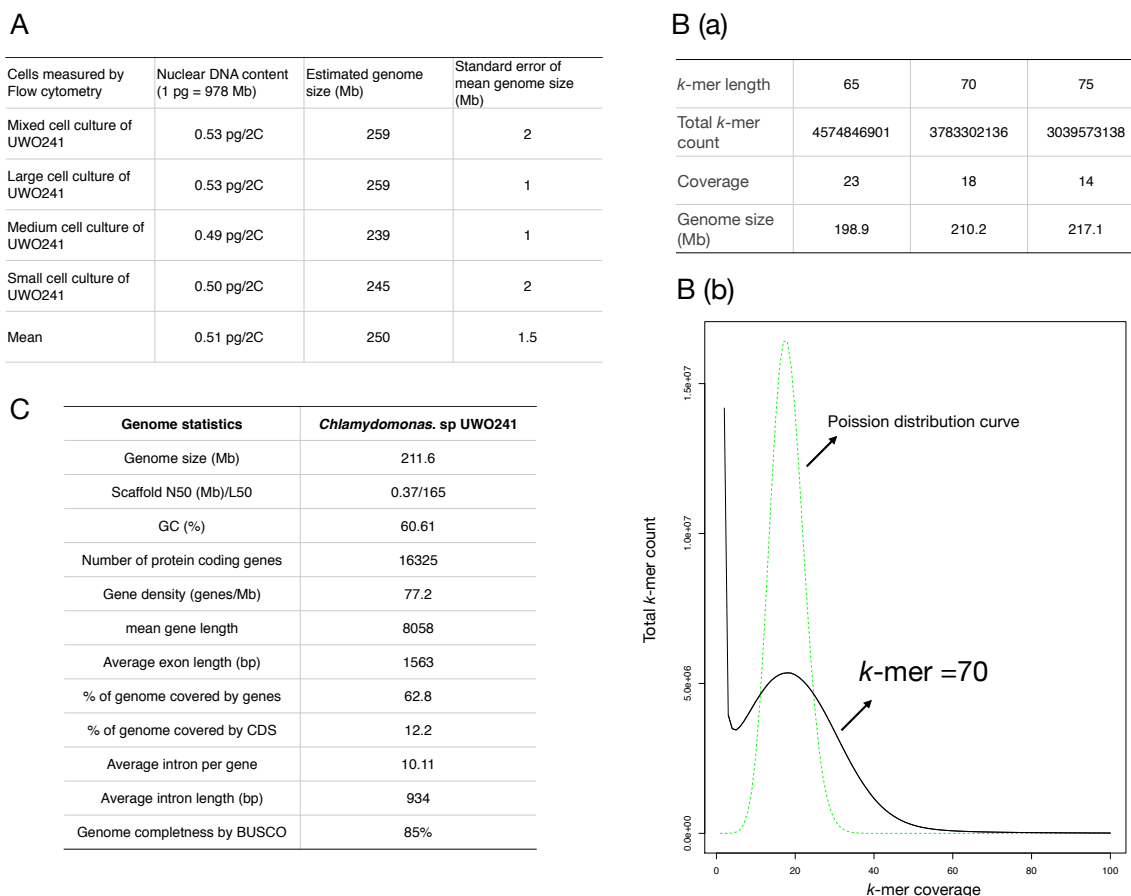 A
Cells measured by Flow cytometry
Nuclear DNA content (1 pg = 978 Mb)
Estimated genome size (Mb)
Standard error of mean genome size (Mb)
Mixed cell culture of UWO241
0.53 pg/2C
259
2
Large cell culture of UWO241
0.53 pg/2C
259
1
Medium cell culture of UWO241
0.49 pg/2C
239
1
Small cell culture of UWO241
0.50 pg/2C
245
2
Mean
0.51 pg/2C
250
1.5
B (a)
k-mer length
65
70
75
Total k-mer count
4574846901
3783302136
3039573138
Coverage
23
18
14
Genome size (Mb)
198.9
210.2
217.1
B (b)
Poission distribution curve
k-mer =70
Total k-mer count
1.5e+07
1.0e+07
5.0e+06
0.0e+00
0
20
40
60
80
100
k-mer coverage
C
Genome statistics
Chlamydomonas. sp UWO241
Genome size (Mb)
211.6
Scaffold N50 (Mb)/L50
0.37/165
GC (%)
60.61
Number of protein coding genes
16325
Gene density (genes/Mb)
77.2
mean gene length
8058
Average exon length (bp)
1563
% of genome covered by genes
62.8
% of genome covered by CDS
12.2
Average intron per gene
10.11
Average intron length (bp)
934
Genome completness by BUSCO
85%